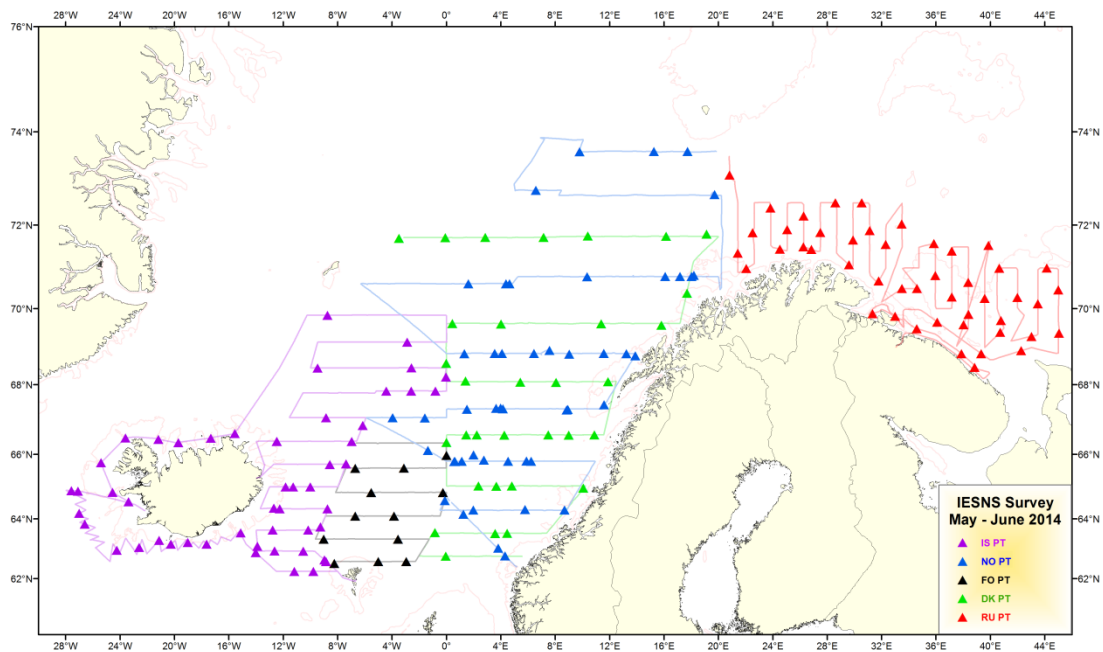 28°W 24°W 20°W 16°W 12°W 8°W 4°W 0° 4°E 8°E 12°E 16°E 20°E 24°E 28°E 32°E 36°E 40°E 44°E
76°N
74°N 74°N
72°N 72°N
70°N 70°N
68°N 68°N
66°N 66°N
64°N 64°N
62°N 62°N
IESNS Survey
May - June 2014
IS PT
NO PT
FO PT
DK PT
RU PT
28°W 24°W 20°W 16°W 12°W 8°W 4°W 0° 4°E 8°E 12°E 16°E 20°E 24°E 28°E 32°E 36°E 40°E 44°E